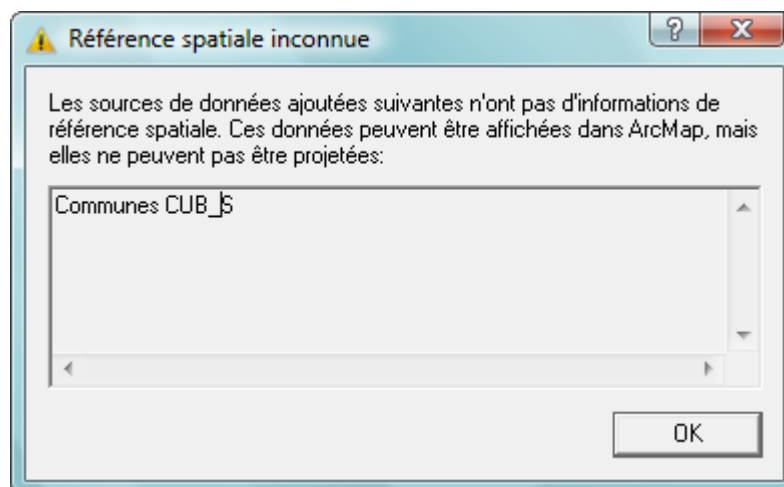 Référence spatiale inconnue
?
Les sources de données ajoutées suivantes n'ont pas d'informations de
référence spatiale. Ces données peuvent être affichées dans ArcMap, mais
elles ne peuvent pas être projetées:
Communes CUB_S
OK